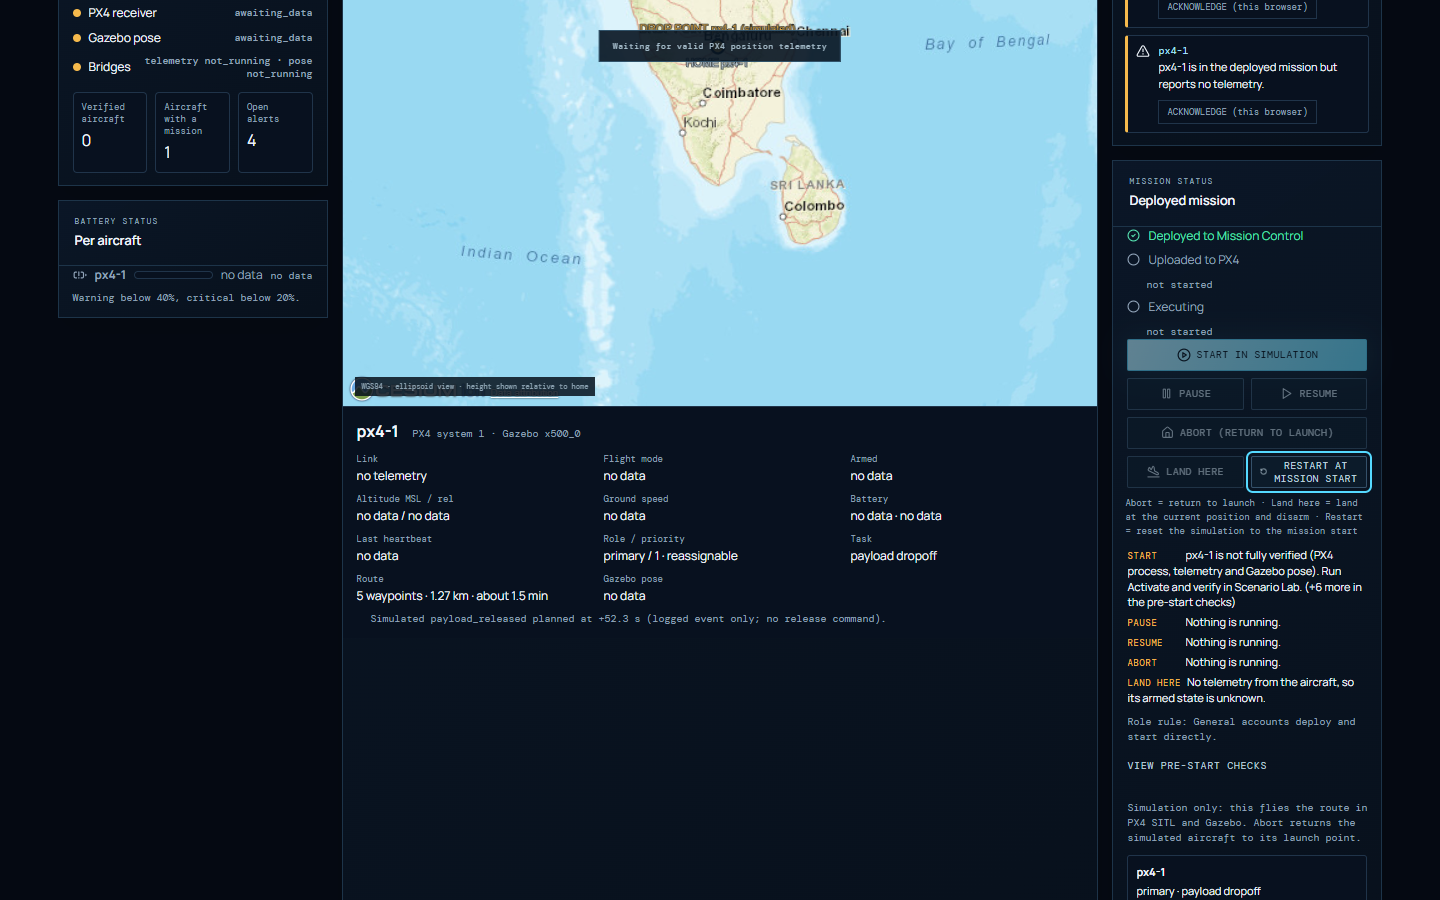 PX4 receiver awaiting_data
Gazebo pose awaiting_data
Bridges telemetry not_running · pose
not_running
Verified
aircraft
0
Aircraft
with a
mission
1
Open
alerts
4
BATTERY STATUS
Per aircraft
px4-1 no data no data
Warning below 40%, critical below 20%.
DROP POINT px4-1 (simulated)
Chennai
Waiting for valid PX4 position telemetry
HOME px4-1
Bay of Bengal
Coimbatore
Kochi
SRI LANKA
Colombo
Indian Ocean
WGS84 · ellipsoid view · height shown relative to home
px4-1 PX4 system 1 · Gazebo x500_0
Link
no telemetry
Flight mode
no data
Armed
no data
Altitude MSL / rel
no data / no data
Ground speed
no data
Battery
no data · no data
Last heartbeat
no data
Role / priority
primary / 1 · reassignable
Task
payload dropoff
Route
5 waypoints · 1.27 km · about 1.5 min
Gazebo pose
no data
Simulated payload_released planned at +52.3 s (logged event only; no release command).
ACKNOWLEDGE (this browser)
px4-1
px4-1 is in the deployed mission but
reports no telemetry.
ACKNOWLEDGE (this browser)
MISSION STATUS
Deployed mission
Deployed to Mission Control
Uploaded to PX4
not started
Executing
not started
START IN SIMULATION
PAUSE
RESUME
ABORT (RETURN TO LAUNCH)
LAND HERE
RESTART AT
MISSION START
Abort = return to launch · Land here = land
at the current position and disarm · Restart
= reset the simulation to the mission start
START px4-1 is not fully verified (PX4
process, telemetry and Gazebo pose). Run
Activate and verify in Scenario Lab. (+6 more in
the pre-start checks)
PAUSE Nothing is running.
RESUME Nothing is running.
ABORT Nothing is running.
LAND HERE No telemetry from the aircraft, so
its armed state is unknown.
Role rule: General accounts deploy and
start directly.
VIEW PRE-START CHECKS
Simulation only: this flies the route in
PX4 SITL and Gazebo. Abort returns the
simulated aircraft to its launch point.
px4-1
primary · payload dropoff